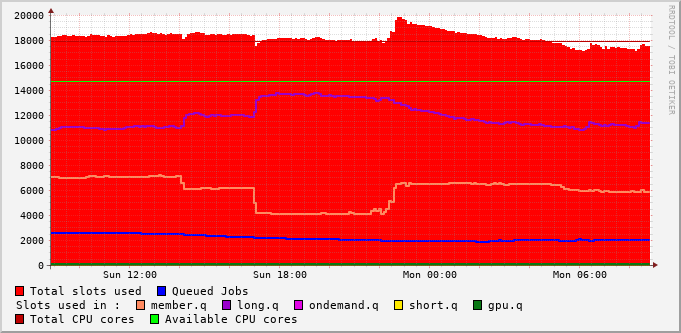 20000
18000
16000
14000
12000
10000
8000
6000
4000
2000
0
Sun 12:00 Sun 18:00 Mon 00:00 Mon 06:00
RRDTOOL / TOBI OETIKER
Total slots used Queued Jobs
Slots used in : member.q long.q ondemand.q short.q gpu.q
Total CPU cores Available CPU cores